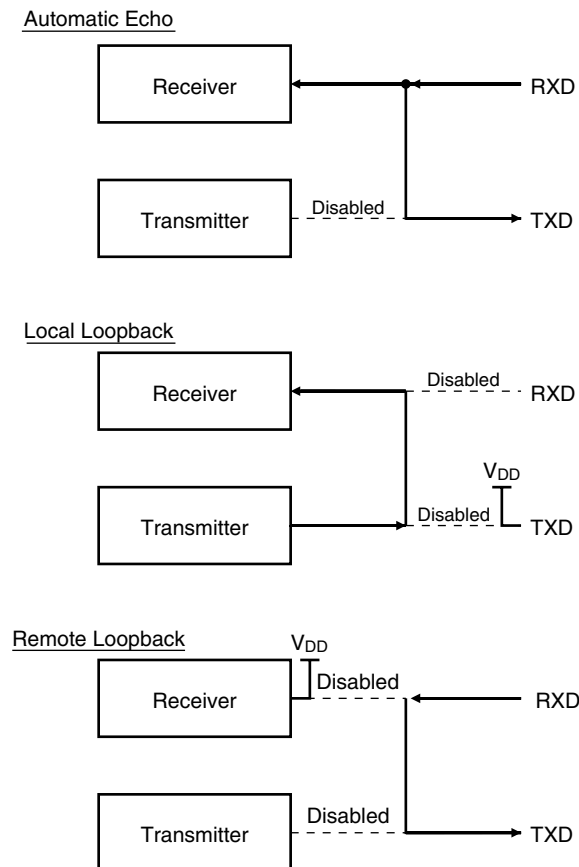 Automatic Echo
Receiver
RXD
Transmitter
Disabled
TXD
Local Loopback
Receiver
Disabled
RXD
VDD
Transmitter
Disabled
TXD
Remote Loopback
VDD
Receiver
Disabled
RXD
Transmitter
Disabled
TXD